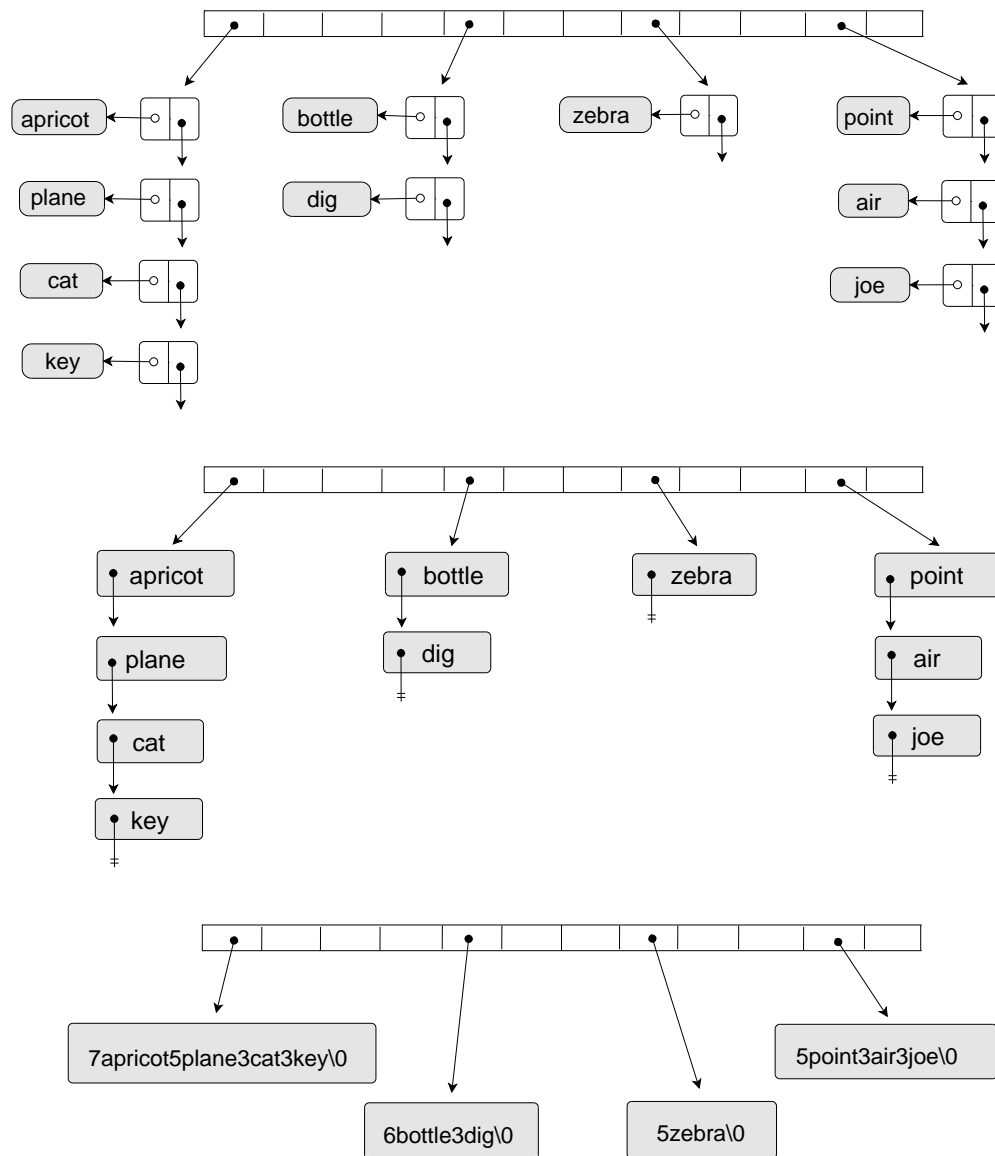 apricot
bottle
zebra
point
plane
dig
air
cat
joe
key
apricot
bottle
zebra
point
plane
dig
air
cat
joe
key
7apricot5plane3cat3key\0
5point3air3joe\0
6bottle3dig\0
5zebra\0